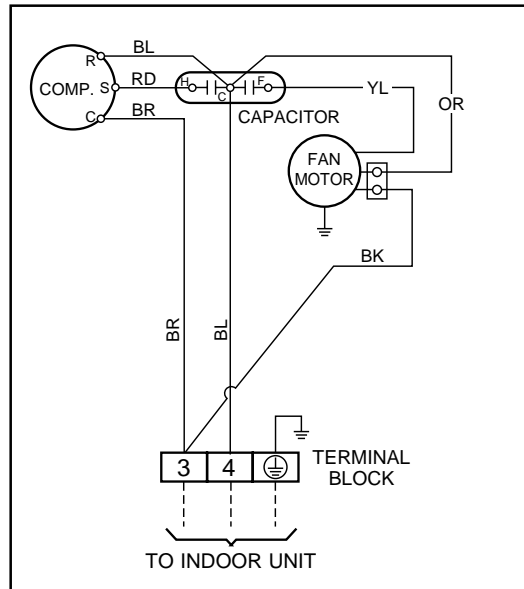 BL
R
COMP.
S
RD
H
C
F
YL
OR
C
BR
CAPACITOR
FAN
MOTOR
BK
BR
BL
3
4
TERMINAL
BLOCK
TO INDOOR UNIT